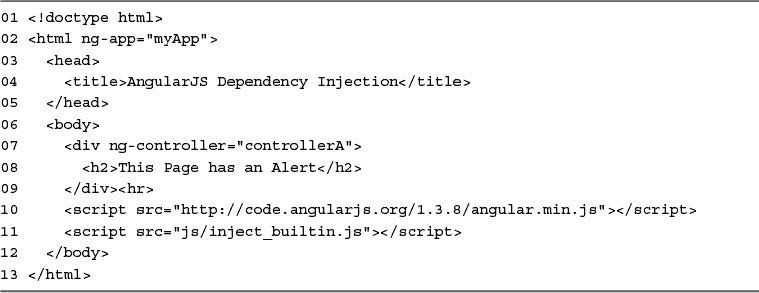 01 <!doctype html>
02 <html ng-app="myApp">
03   <head>
04     <title>AngularJS Dependency Injection</title>
05   </head>
06   <body>
07     <div ng-controller="controllerA">
08       <h2>This Page has an Alert</h2>
09     </div><hr>
10     <script src="http://code.angularjs.org/1.3.8/angular.min.js"></script>
11     <script src="js/inject_builtin.js"></script>
12   </body>
13 </html>